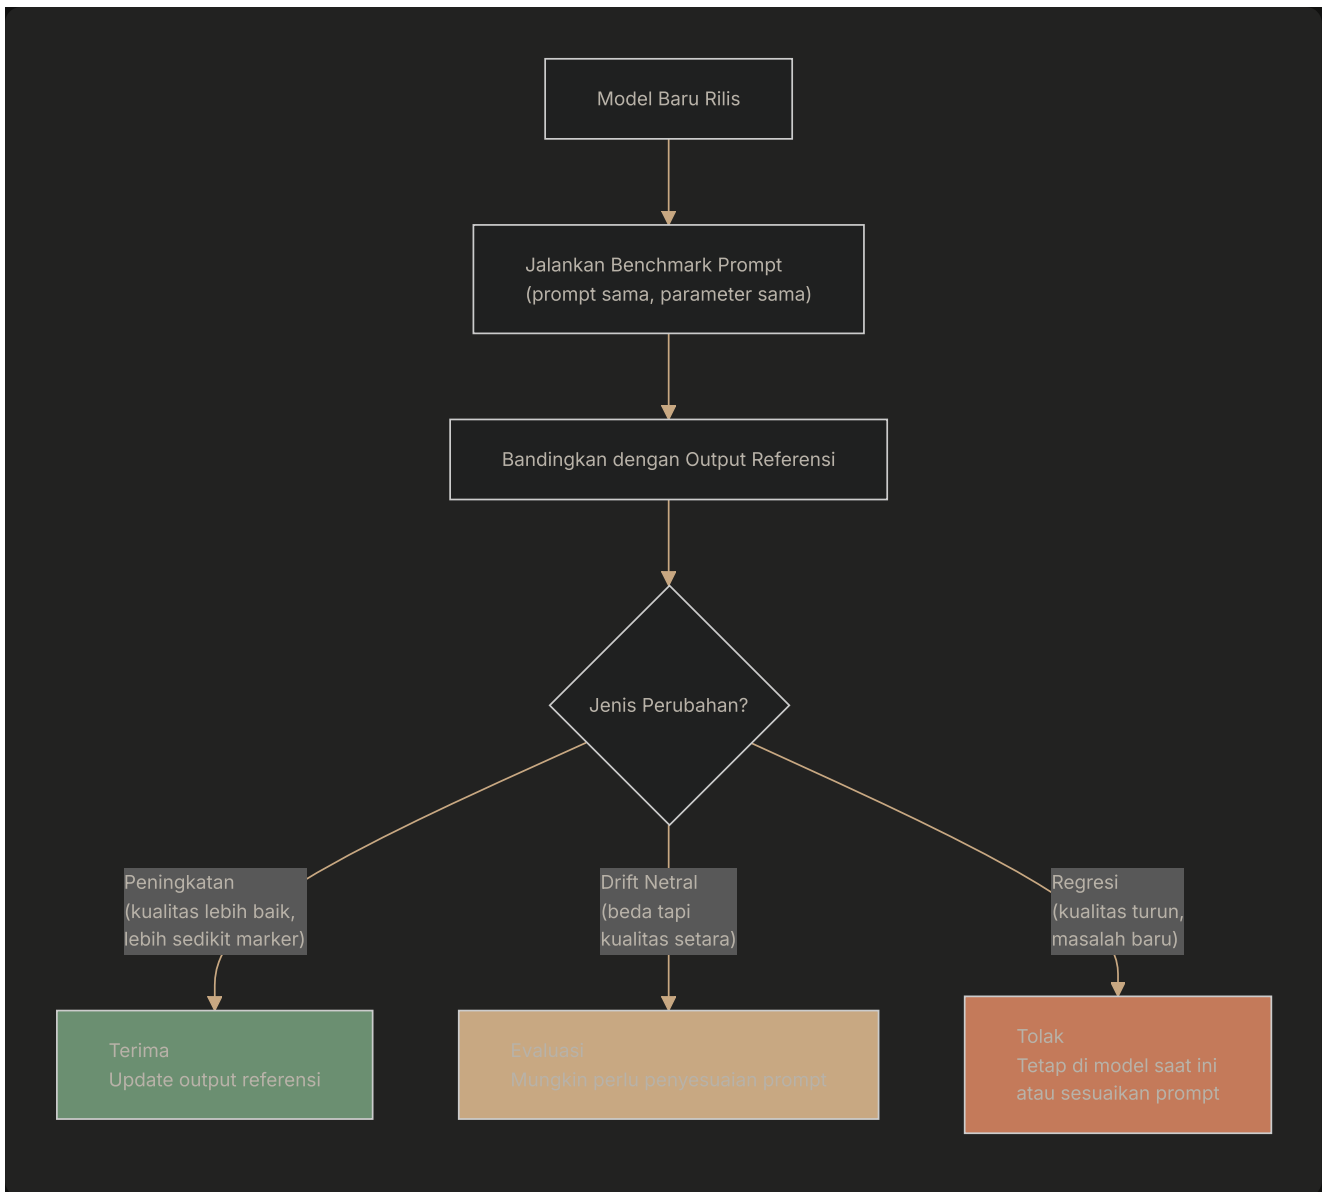 Model Baru Rilis
Jalankan Benchmark Prompt
(prompt sama, parameter sama)
Bandingkan dengan Output Referensi
Jenis Perubahan?
Peningkatan
(kualitas lebih baik,
lebih sedikit marker)
Drift Netral
(beda tapi
kualitas setara)
Regresi
(kualitas turun,
masalah baru)
Terima
Update output referensi
Evaluasi
Mungkin perlu penyesuaian prompt
Tolak
Tetap di model saat ini
atau sesuaikan prompt